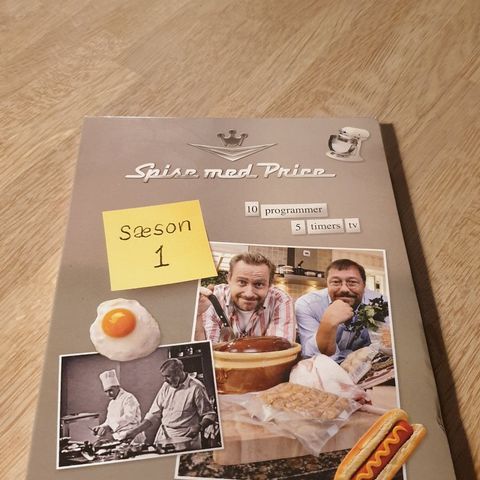 Spise med Price
10 programmer
5 timers tv
Sæson
1